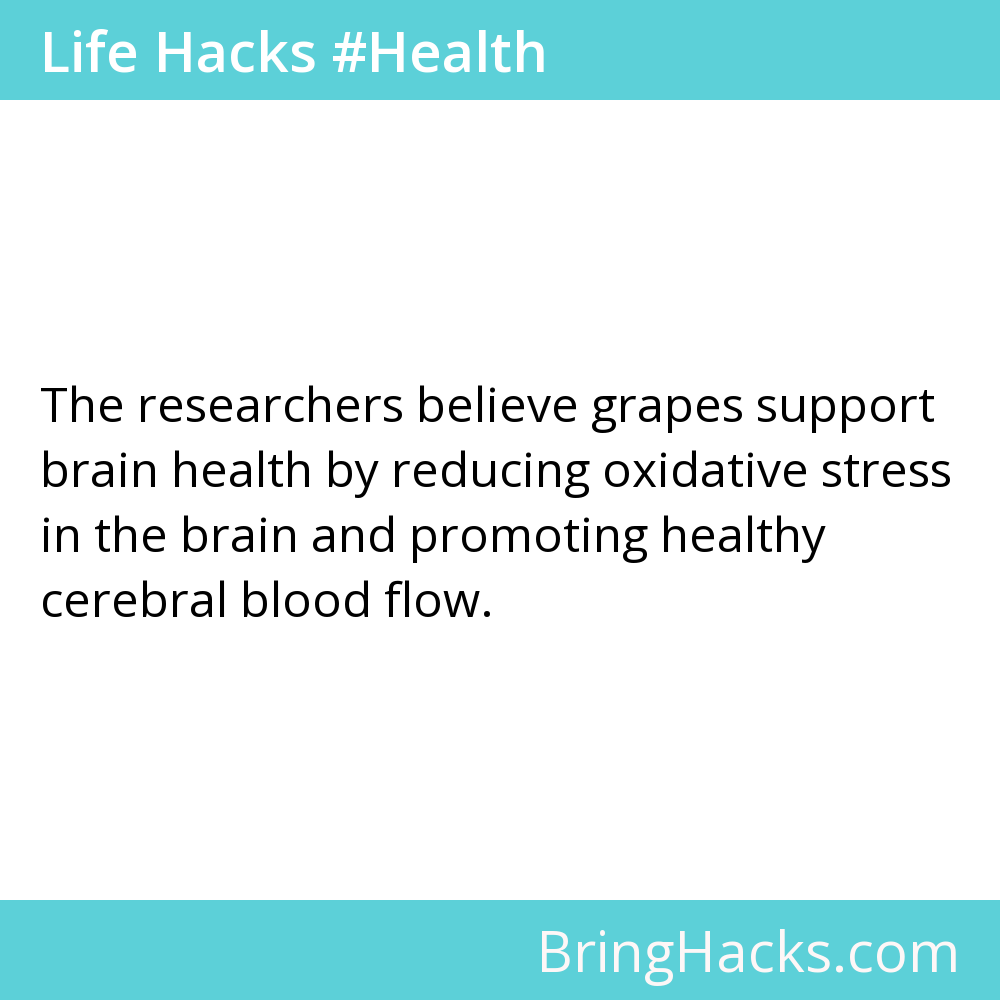 Life Hacks #Health
The researchers believe grapes support
brain health by reducing oxidative stress
in the brain and promoting healthy
cerebral blood flow.
BringHacks.com